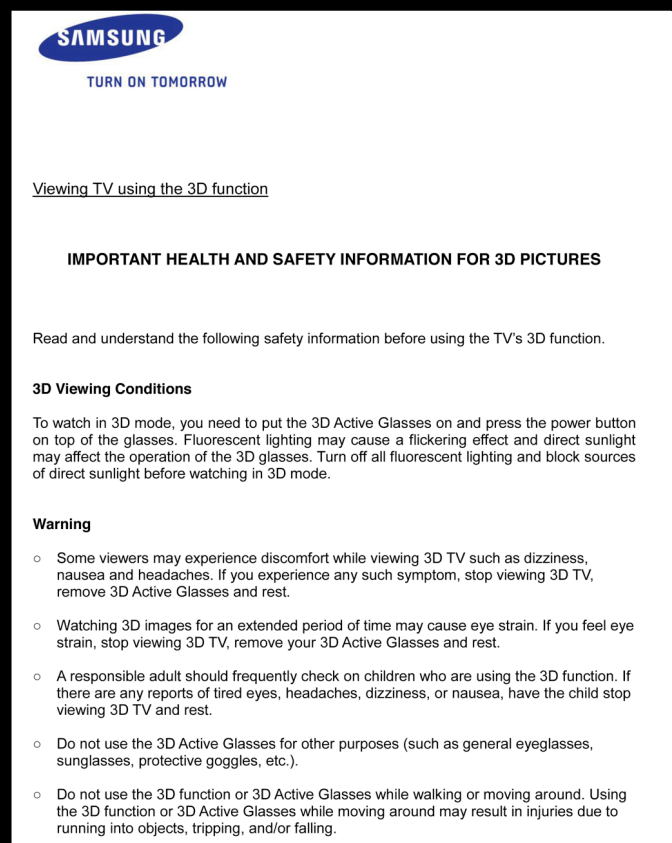 SAMSUNG
TURN ON TOMORROW
Viewing TV using the 3D function
IMPORTANT HEALTH AND SAFETY INFORMATION FOR 3D PICTURES
Read and understand the following safety information before using the TV's 3D function.
3D Viewing Conditions
To watch in 3D mode, you need to put the 3D Active Glasses on and press the power button
on top of the glasses. Fluorescent lighting may cause a flickering effect and direct sunlight
may affect the operation of the 3D glasses. Turn off all fluorescent lighting and block sources
of direct sunlight before watching in 3D mode.
Warning
○ Some viewers may experience discomfort while viewing 3D TV such as dizziness,
nausea and headaches. If you experience any such symptom, stop viewing 3D TV,
remove 3D Active Glasses and rest.
○ Watching 3D images for an extended period of time may cause eye strain. If you feel eye
strain, stop viewing 3D TV, remove your 3D Active Glasses and rest.
○ A responsible adult should frequently check on children who are using the 3D function. If
there are any reports of tired eyes, headaches, dizziness, or nausea, have the child stop
viewing 3D TV and rest.
○ Do not use the 3D Active Glasses for other purposes (such as general eyeglasses,
sunglasses, protective goggles, etc.).
○ Do not use the 3D function or 3D Active Glasses while walking or moving around. Using
the 3D function or 3D Active Glasses while moving around may result in injuries due to
running into objects, tripping, and/or falling.